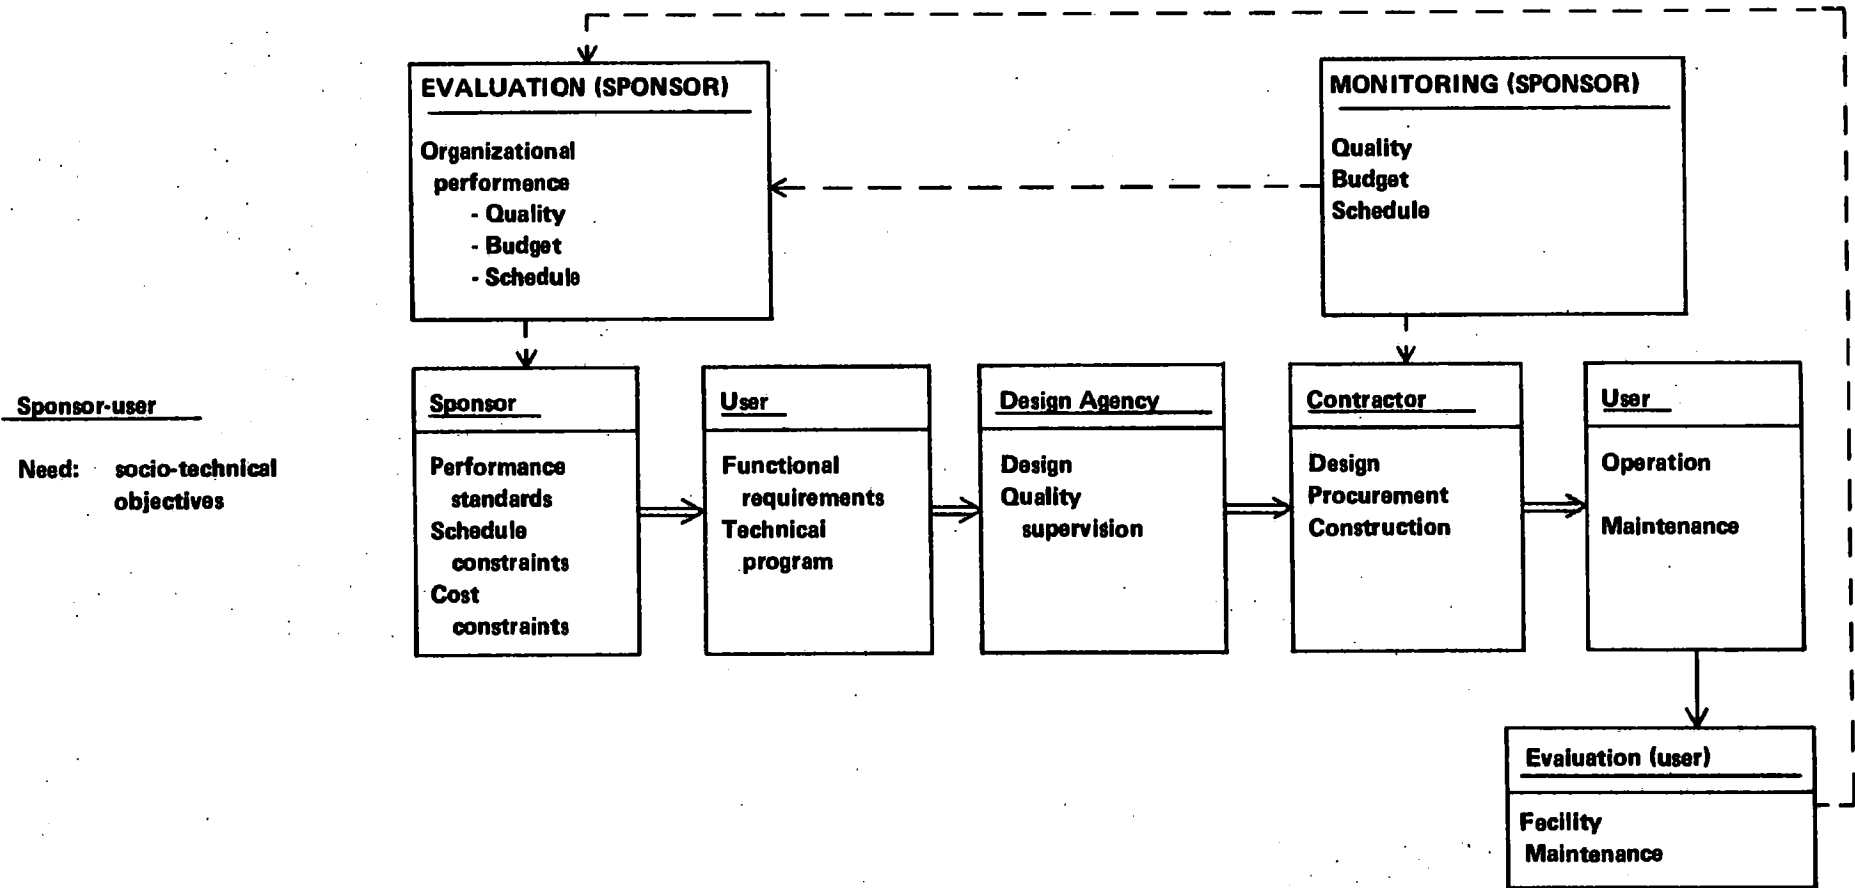 EVALUATION (SPONSOR)
Organizational
performence
- Quality
- Budget
- Schedule
MONITORING (SPONSOR)
Quality
Budget
Schedule
Sponsor-user
Need: socio-technical
objectives
Sponsor
Performance
standards
Schedule
constraints
Cost
constraints
User
Functional
requirements
Technical
program
Design Agency
Design
Quality
supervision
Contractor
Design
Procurement
Construction
User
Operation
Maintenance
Evaluation (user)
Fecility
Maintenance